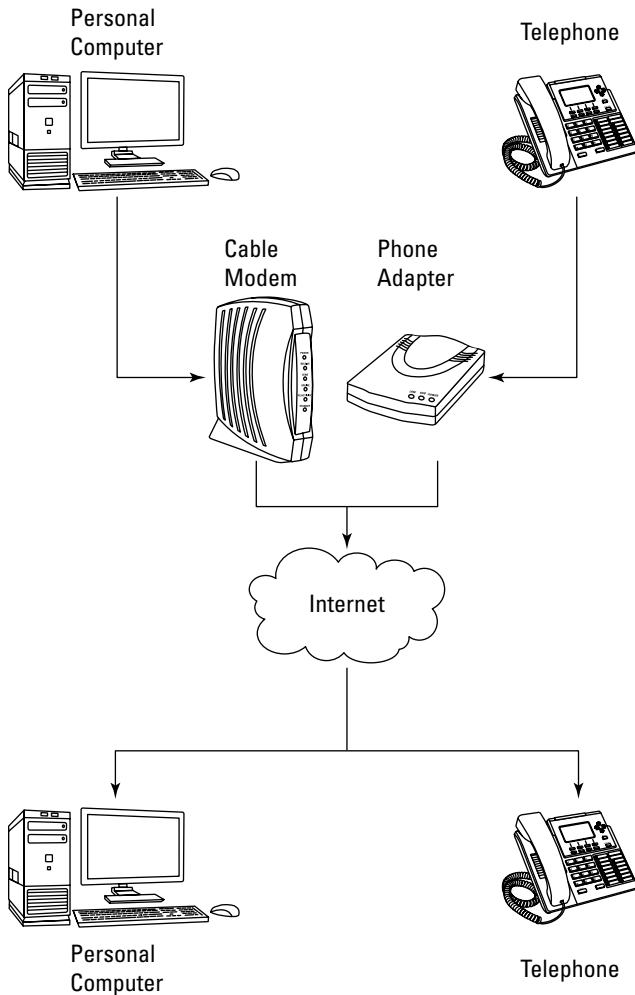 Personal
Computer
Telephone
Cable
Modem
Phone
Adapter
Internet
Personal
Computer
Telephone